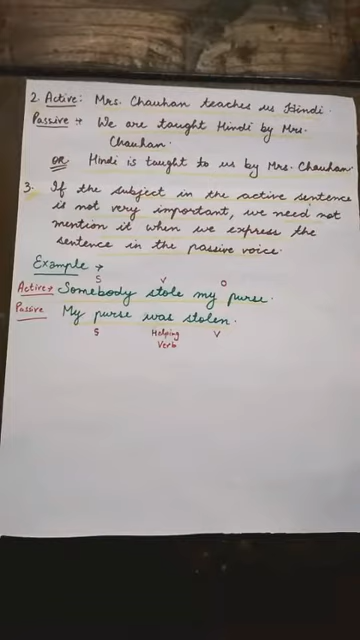 2. Active: Mrs. Chauhan teaches us Hindi.
Passive :→ We are taught Hindi by Mrs.
Chauhan.
OR Hindi is taught to us by Mrs. Chauhan
3. If the subject in the active sentence
is not very important, we need not
mention it when we express the
sentence in the passive voice.
Example →
S V O
Active→ Somebody stole my purse.
Passive My purse was stolen.
S Helping V
Verb